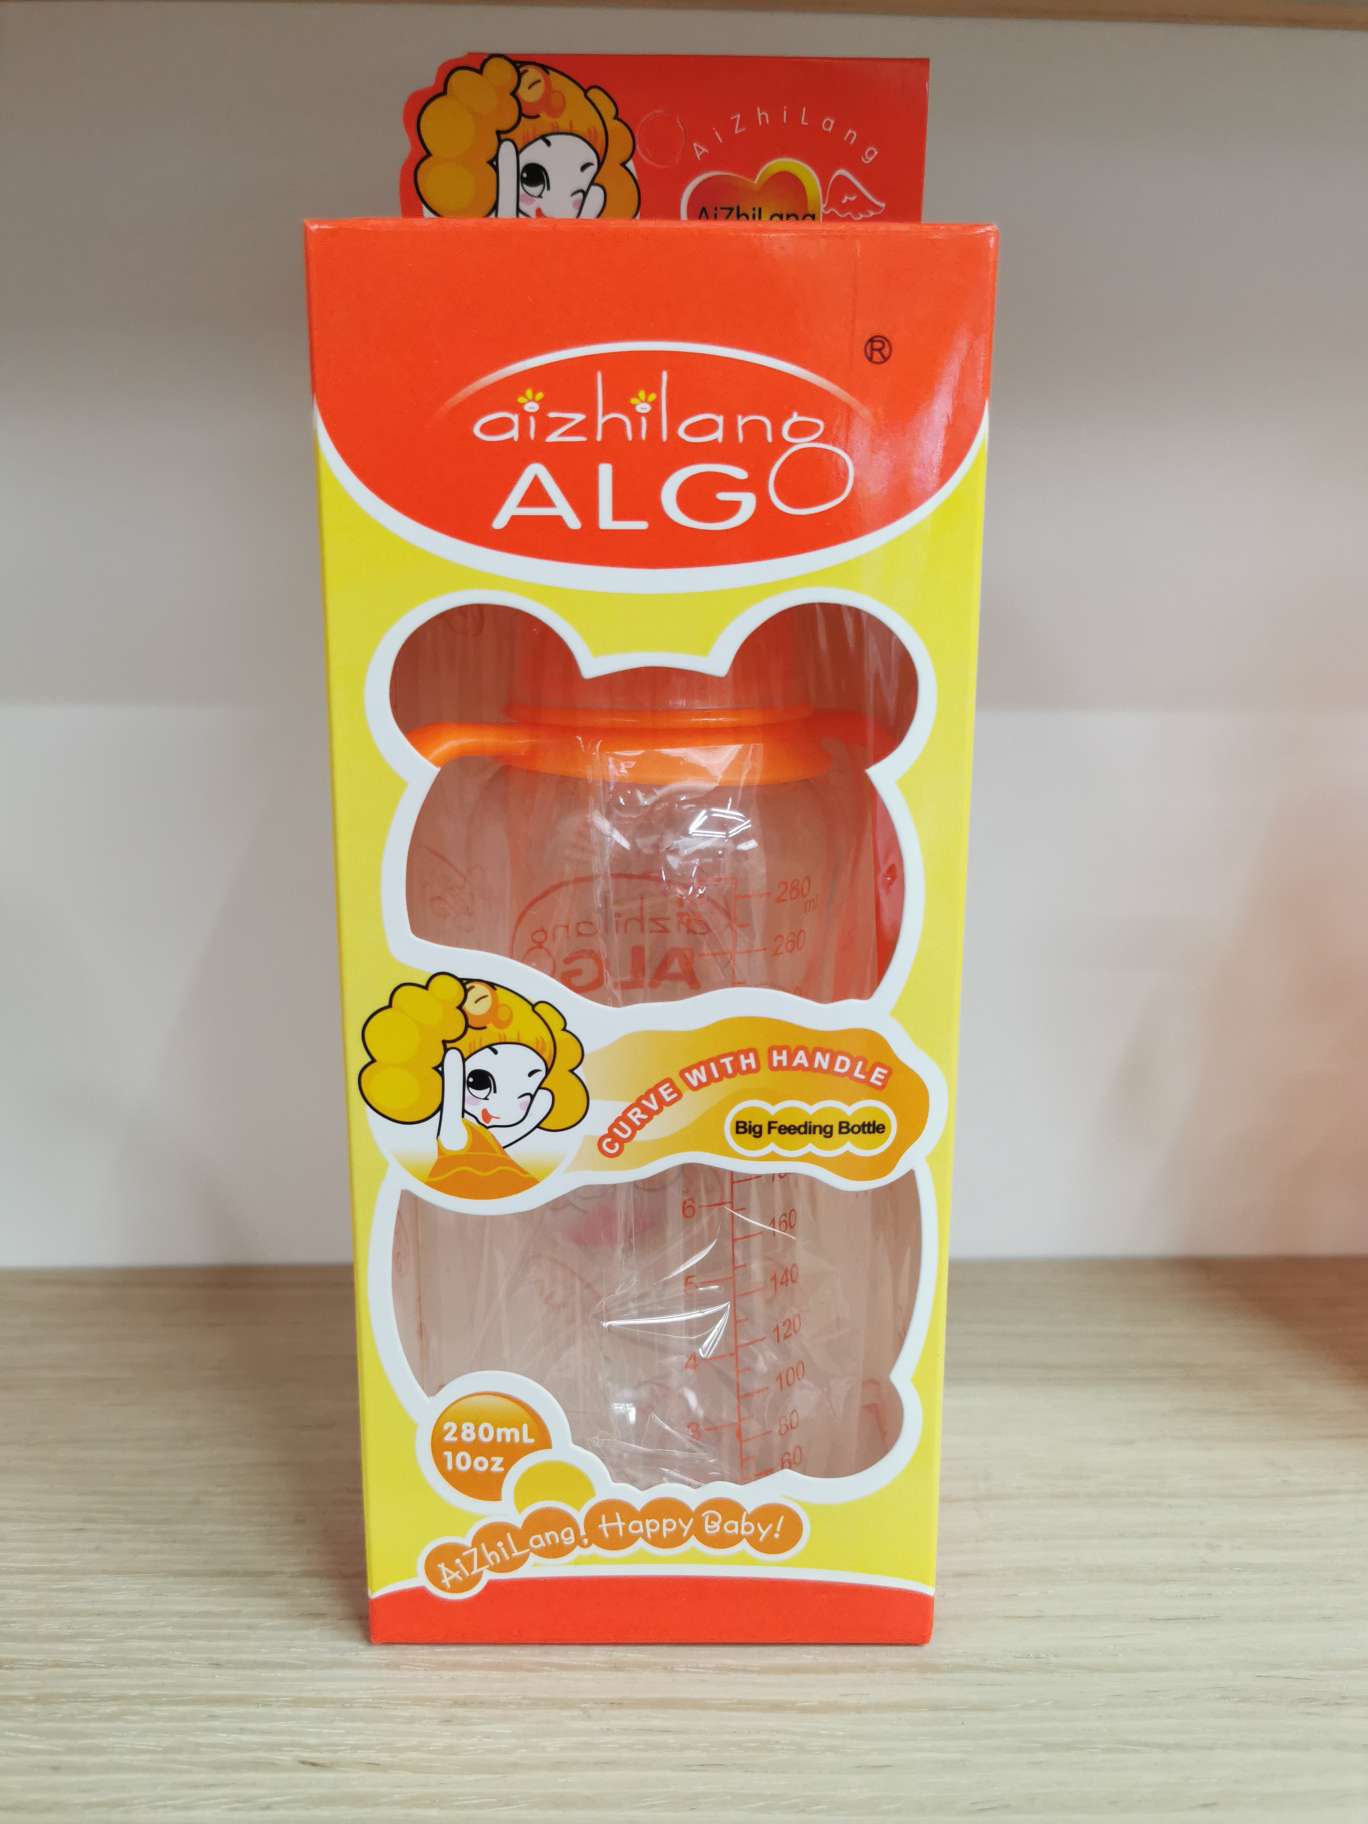 AiZhiLang
AiZhiLang
®
aizhilang
ALGO
280
ml
260
aizhilang
ALGO
CURVE WITH HANDLE
Big Feeding Bottle
6
160
5
140
120
4
100
3
80
60
280mL
10oz
AiZhiLang, Happy Baby!